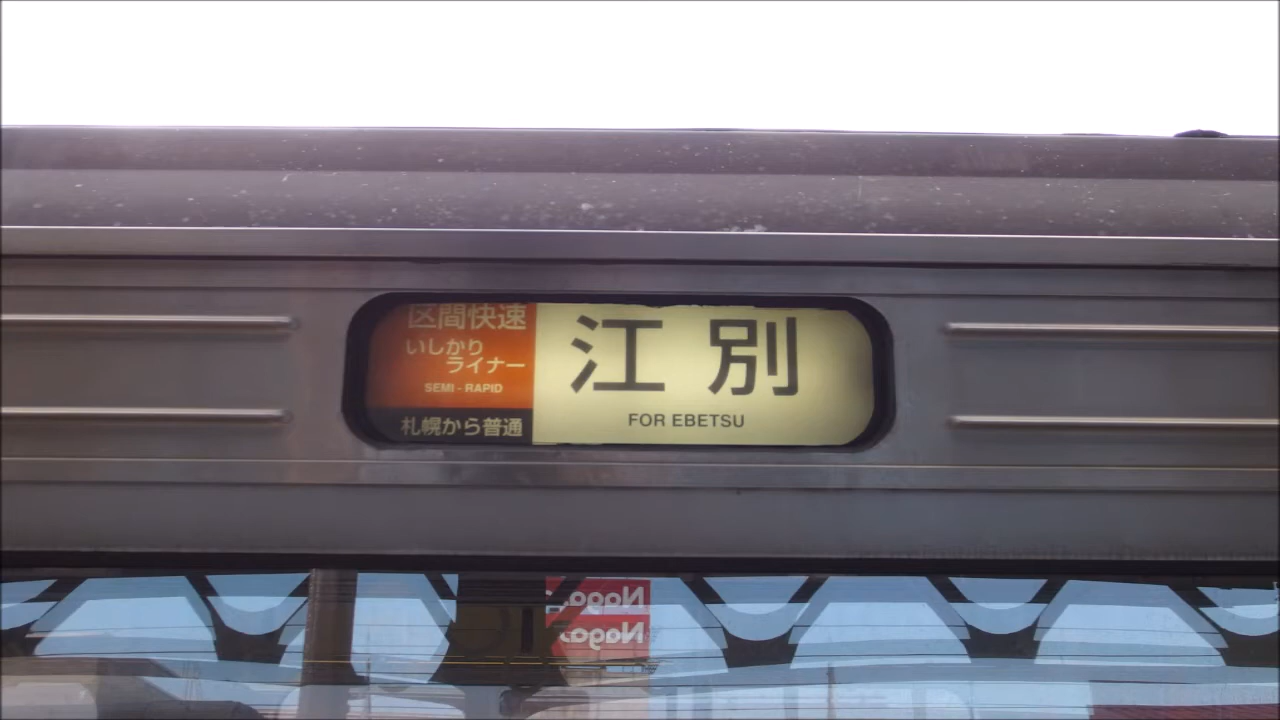 区間快速
いしかり
ライナー
SEMI - RAPID
札幌から普通
江別
FOR EBETSU